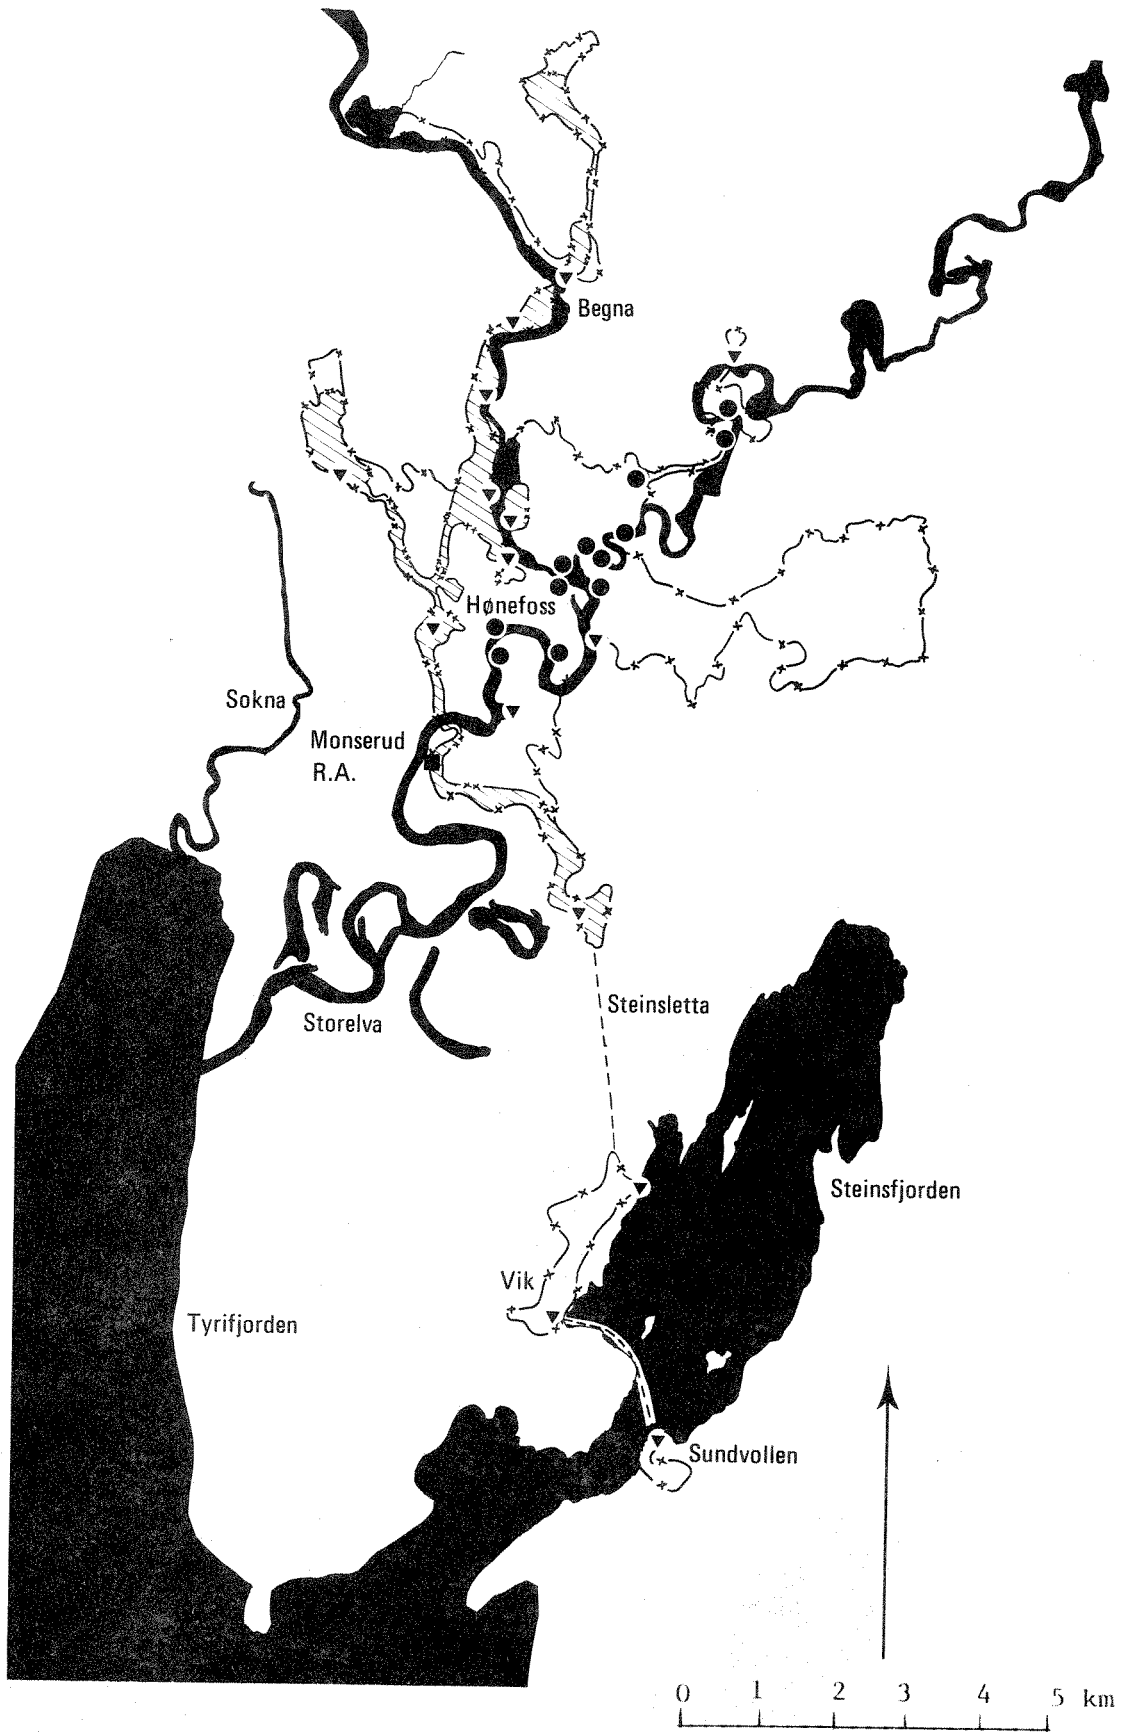 Begna
Hønefoss
Sokna
Monserud
R.A.
Storelva
Steinsletta
Steinsfjorden
Vik
Tyrifjorden
Sundvollen
0 1 2 3 4 5 km